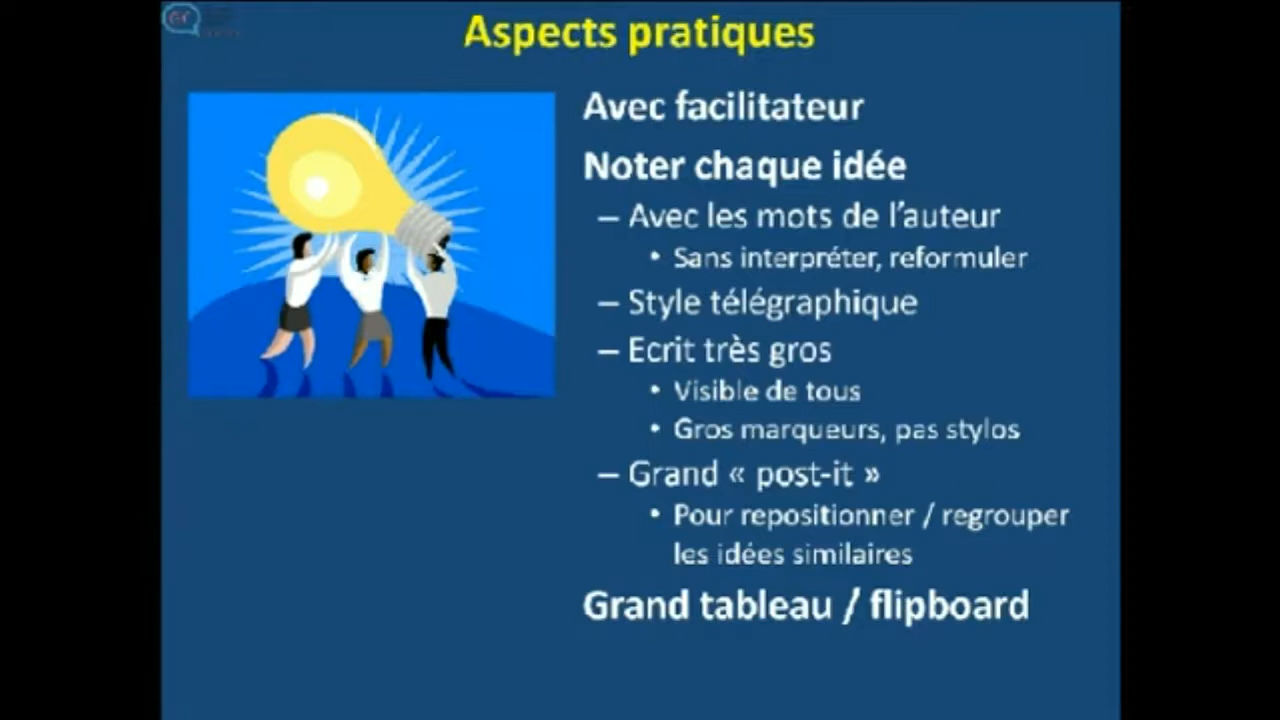 Aspects pratiques
Avec facilitateur
Noter chaque idée
– Avec les mots de l’auteur
• Sans interpréter, reformuler
– Style télégraphique
– Ecrit très gros
• Visible de tous
• Gros marqueurs, pas stylos
– Grand « post-it »
• Pour repositionner / regrouper
les idées similaires
Grand tableau / flipboard